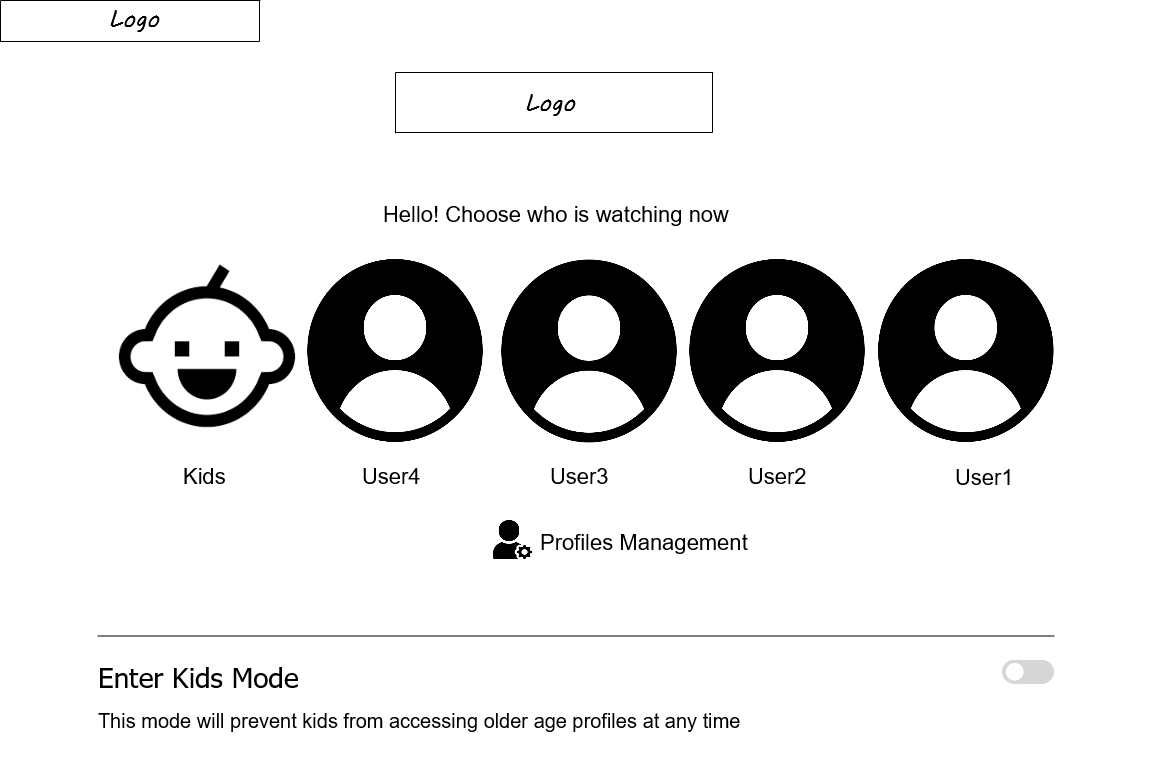 Logo
Logo
Hello! Choose who is watching now
Kids
User4
User3
User2
User1
Profiles Management
Enter Kids Mode
This mode will prevent kids from accessing older age profiles at any time